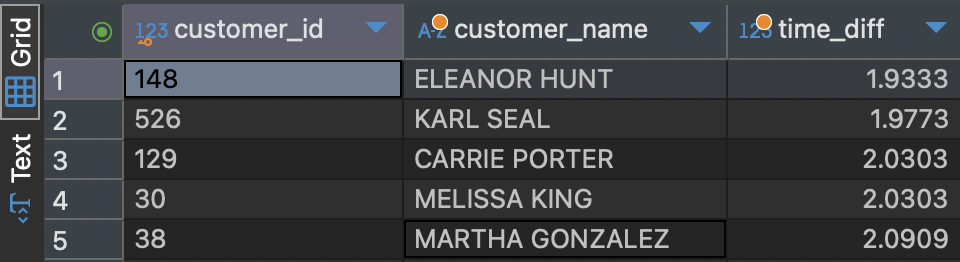 Grid
Text
123 customer_id A-Z customer_name 123 time_diff
1 148 ELEANOR HUNT 1.9333
2 526 KARL SEAL 1.9773
3 129 CARRIE PORTER 2.0303
4 30 MELISSA KING 2.0303
5 38 MARTHA GONZALEZ 2.0909